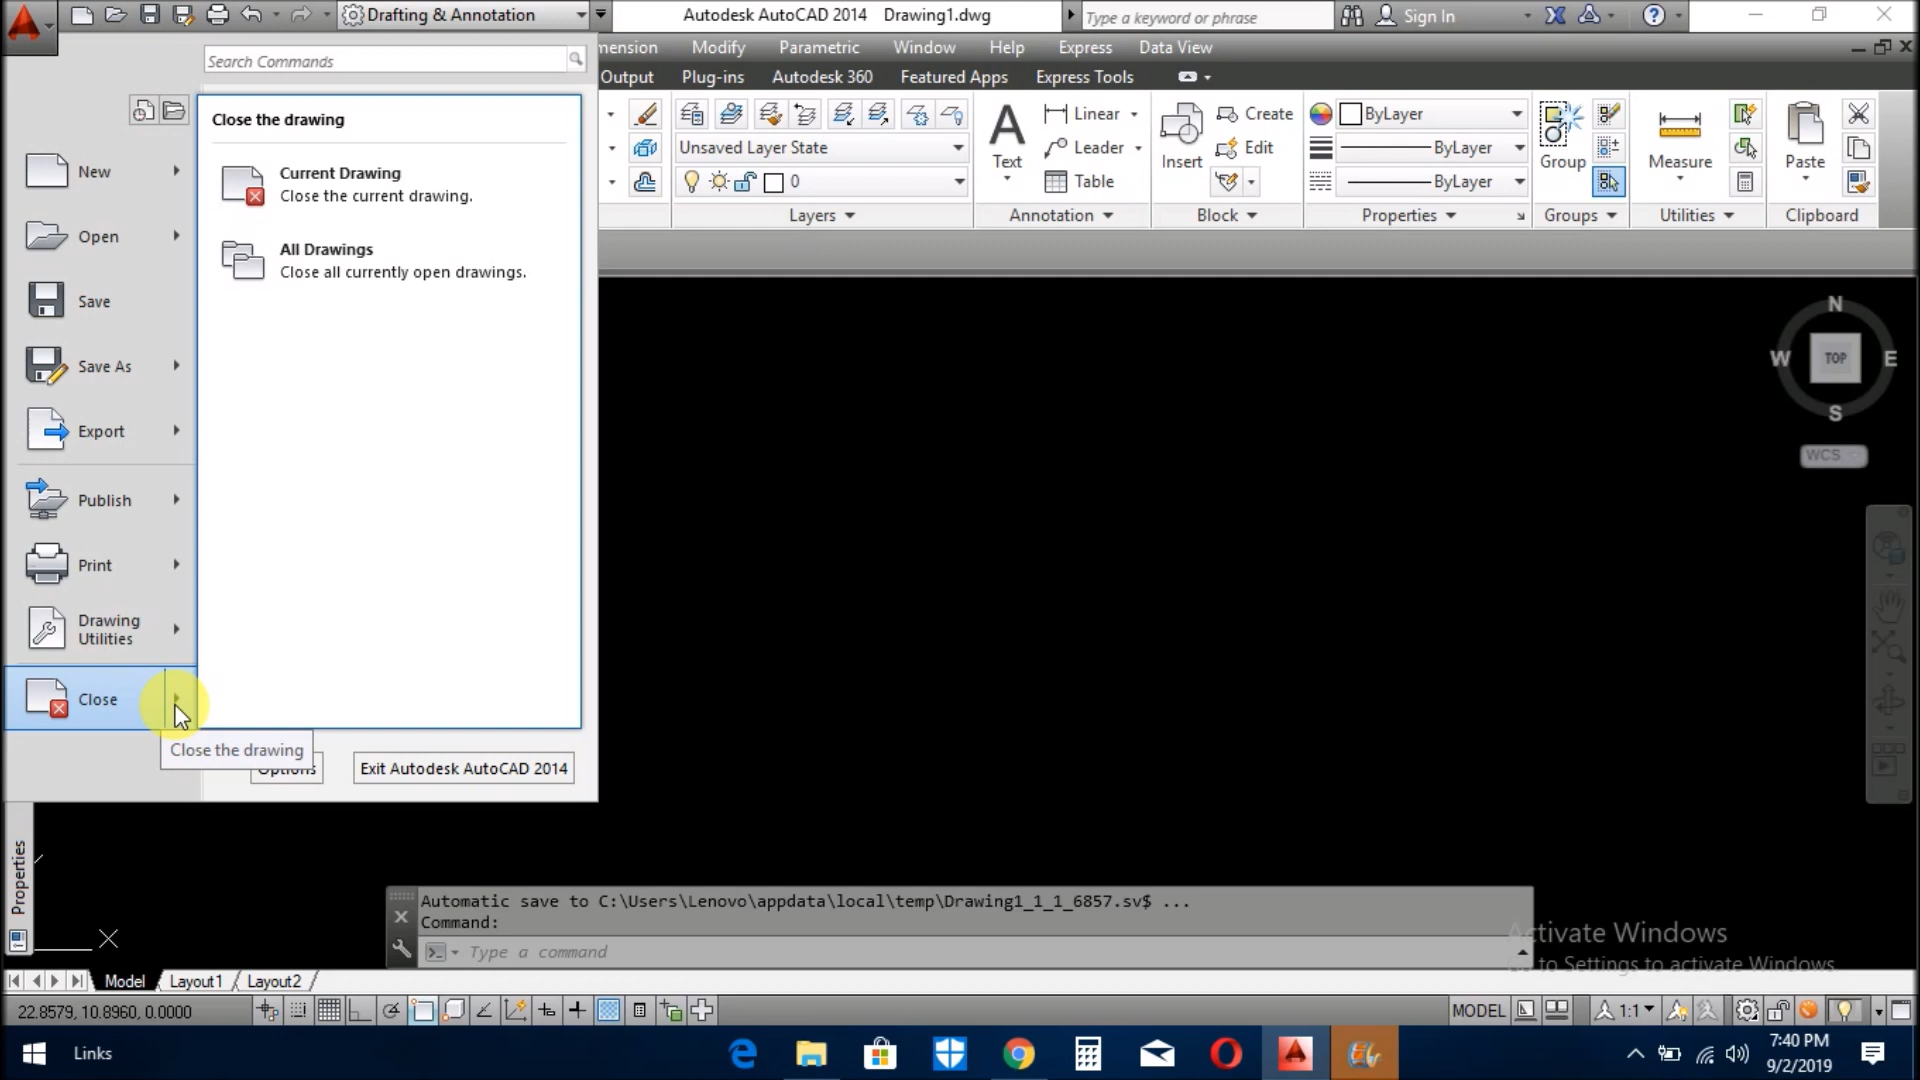 Drafting & Annotation
Autodesk AutoCAD 2014 Drawing1.dwg
Type a keyword or phrase
Sign In
Search Commands
mension Modify Parametric Window Help Express Data View
Output Plug-ins Autodesk 360 Featured Apps Express Tools
Close the drawing
Current Drawing
Close the current drawing.
All Drawings
Close all currently open drawings.
New
Open
Save
Save As
Export
Publish
Print
Drawing
Utilities
Close
Close the drawing
Options
Exit Autodesk AutoCAD 2014
Unsaved Layer State
0
Layers
A
Text
Linear
Leader
Table
Annotation
Insert
Create
Edit
Block
ByLayer
ByLayer
ByLayer
Properties
Group
Groups
Measure
Utilities
Paste
Clipboard
N
W TOP E
S
WCS
Properties
X
Automatic save to C:\Users\Lenovo\appdata\local\temp\Drawing1_1_1_6857.sv$ ...
Command:
Type a command
Activate Windows
Go to Settings to activate Windows.
Model Layout1 Layout2
22.8579, 10.8960, 0.0000
MODEL
1:1
Links
7:40 PM
9/2/2019